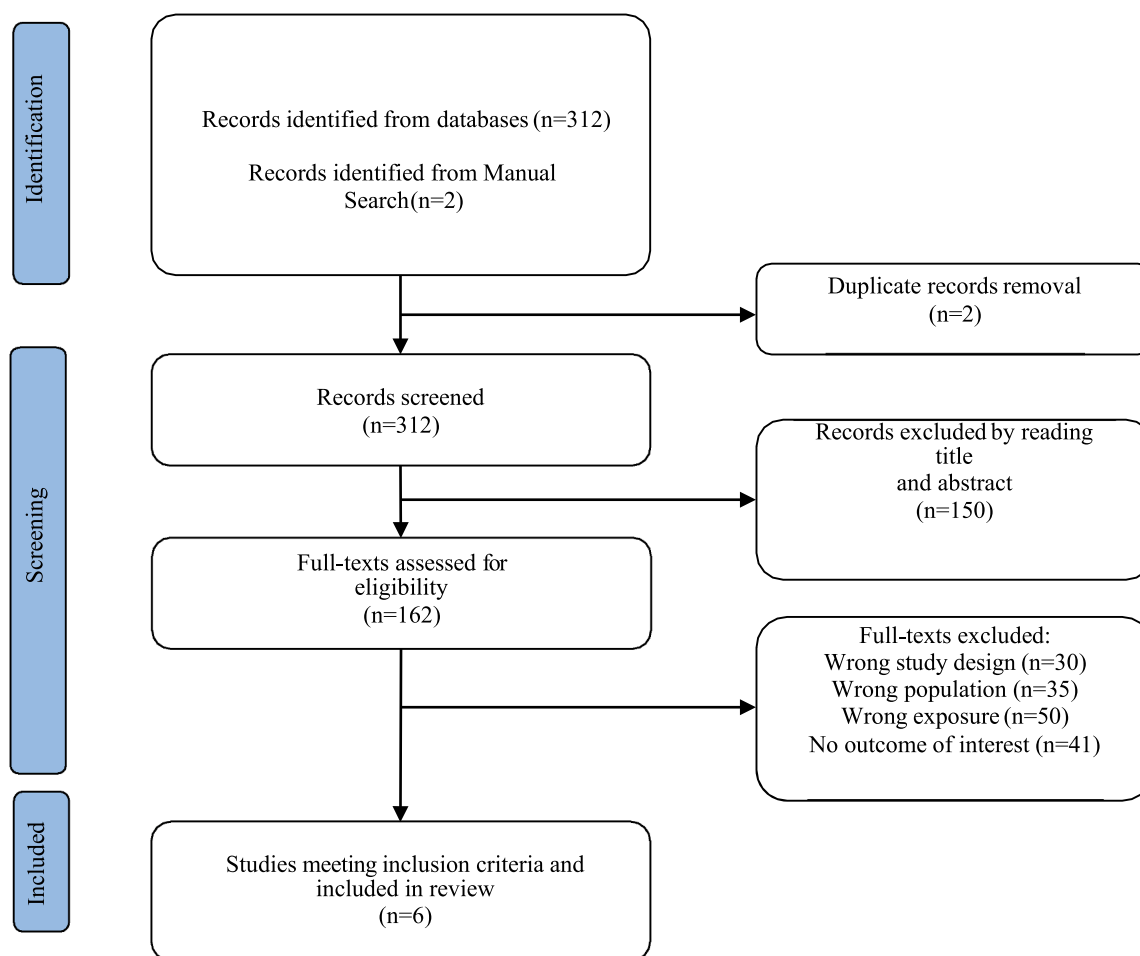 Identification
Records identified from databases (n=312)
Records identified from Manual
Search(n=2)
Duplicate records removal
(n=2)
Screening
Records screened
(n=312)
Records excluded by reading
title
and abstract
(n=150)
Full-texts assessed for
eligibility
(n=162)
Full-texts excluded:
Wrong study design (n=30)
Wrong population (n=35)
Wrong exposure (n=50)
No outcome of interest (n=41)
Included
Studies meeting inclusion criteria and
included in review
(n=6)